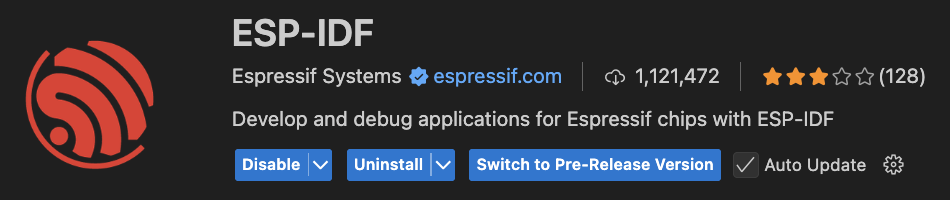 ESP-IDF
Espressif Systems espressif.com 1,121,472 (128)
Develop and debug applications for Espressif chips with ESP-IDF
Disable Uninstall Switch to Pre-Release Version Auto Update